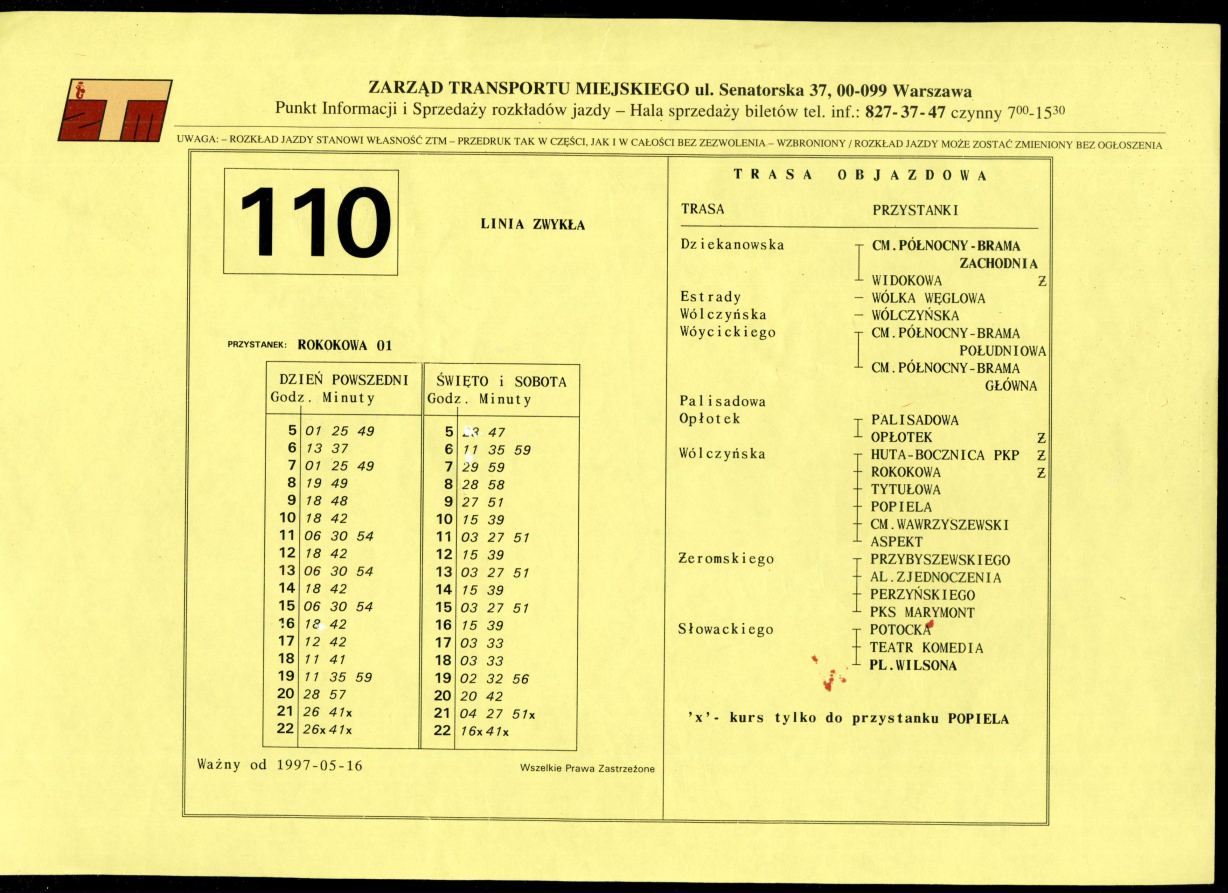 ZTM
ZARZĄD TRANSPORTU MIEJSKIEGO ul. Senatorska 37, 00-099 Warszawa
Punkt Informacji i Sprzedaży rozkładów jazdy – Hala sprzedaży biletów tel. inf.: 827-37-47 czynny 7⁰⁰-15³⁰
UWAGA: – ROZKŁAD JAZDY STANOWI WŁASNOŚĆ ZTM – PRZEDRUK TAK W CZĘŚCI, JAK I W CAŁOŚCI BEZ ZEZWOLENIA – WZBRONIONY / ROZKŁAD JAZDY MOŻE ZOSTAĆ ZMIENIONY BEZ OGŁOSZENIA
110
LINIA ZWYKŁA
PRZYSTANEK: ROKOKOWA 01
DZIEŃ POWSZEDNI
Godz. Minuty
5 01 25 49
6 13 37
7 01 25 49
8 19 49
9 18 48
10 18 42
11 06 30 54
12 18 42
13 06 30 54
14 18 42
15 06 30 54
16 18 42
17 12 42
18 11 41
19 11 35 59
20 28 57
21 26 41x
22 26x 41x
ŚWIĘTO i SOBOTA
Godz. Minuty
5 47
6 11 35 59
7 29 59
8 28 58
9 27 51
10 15 39
11 03 27 51
12 15 39
13 03 27 51
14 15 39
15 03 27 51
16 15 39
17 03 33
18 03 33
19 02 32 56
20 20 42
21 04 27 51x
22 16x 41x
Ważny od 1997-05-16
Wszelkie Prawa Zastrzeżone
TRASA OBJAZDOWA
TRASA PRZYSTANKI
Dziekanowska CM.PÓŁNOCNY-BRAMA
ZACHODNIA
WIDOKOWA Ƶ
Estrady – WÓLKA WĘGLOWA
Wólczyńska – WÓLCZYŃSKA
Wóycickiego CM.PÓŁNOCNY-BRAMA
POŁUDNIOWA
CM.PÓŁNOCNY-BRAMA
GŁÓWNA
Palisadowa
Opłotek PALISADOWA
OPŁOTEK Ƶ
Wólczyńska HUTA-BOCZNICA PKP Ƶ
ROKOKOWA Ƶ
TYTUŁOWA
POPIELA
CM.WAWRZYSZEWSKI
ASPEKT
Żeromskiego PRZYBYSZEWSKIEGO
AL.ZJEDNOCZENIA
PERZYŃSKIEGO
PKS MARYMONT
Słowackiego POTOCKA
TEATR KOMEDIA
PL.WILSONA
'x'- kurs tylko do przystanku POPIELA